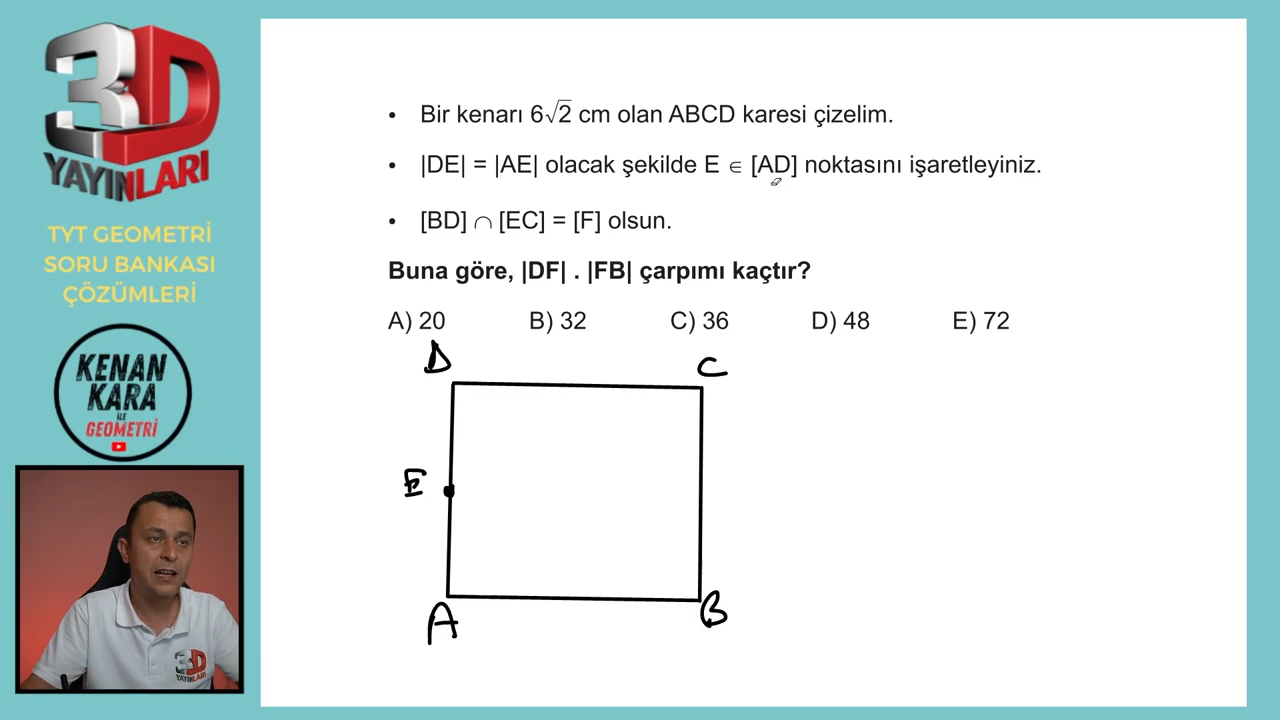 3D
YAYINLARI
TYT GEOMETRİ
SORU BANKASI
ÇÖZÜMLERİ
KENAN
KARA
İLE
GEOMETRİ
• Bir kenarı 6√2 cm olan ABCD karesi çizelim.
• |DE| = |AE| olacak şekilde E ∈ [AD] noktasını işaretleyiniz.
• [BD] ∩ [EC] = [F] olsun.
Buna göre, |DF| . |FB| çarpımı kaçtır?
A) 20 B) 32 C) 36 D) 48 E) 72
D C
E
A B
3D
YAYINLARI